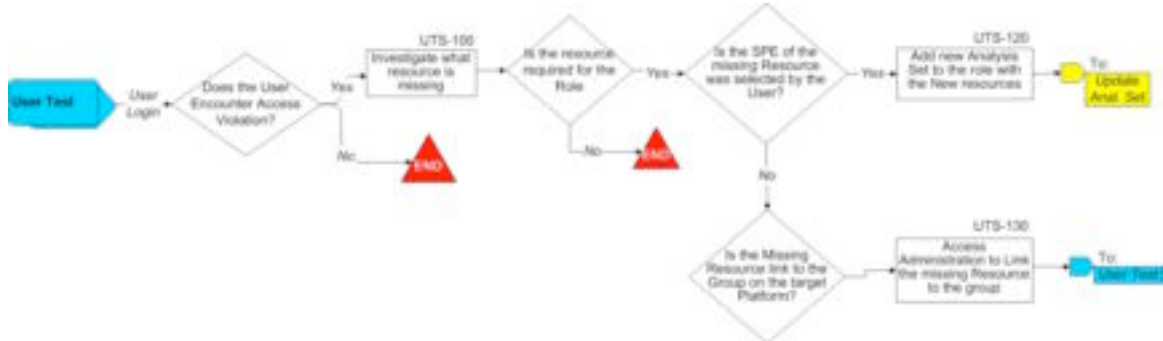 User Test
User
Login
Does the User
Encounter Access
Violation?
Yes
No
END
UTS-100
Investigate what
resource is
missing
the resource
required for the
Role
Yes
No
END
Is the SPE of the
missing Resource
was selected by the
User?
Yes
No
UTS-120
Add new Analysis
Set to the role with
the New resources
To:
Update
Anal. Set
Is the Missing
Resource link to the
Group on the target
Platform?
UTS-130
Access
Administration to Link
the missing Resource
to the group
To:
User Test